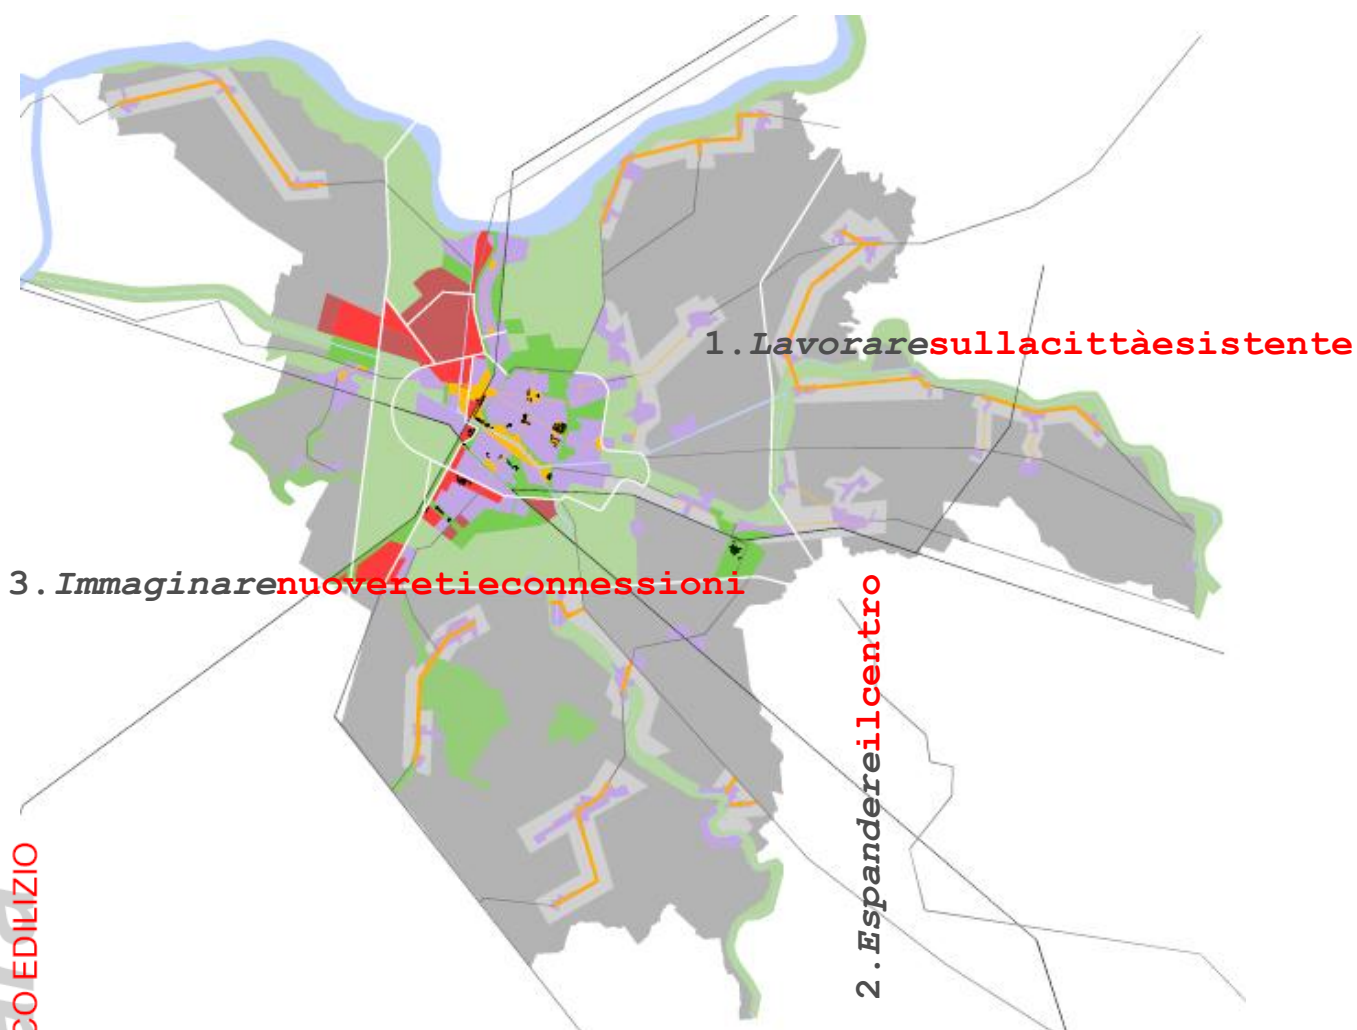 1.Lavoraresullacittàesistente
3.Immaginarenuoveretieconnessioni
2.Espandereilcentro
CO EDILIZIO